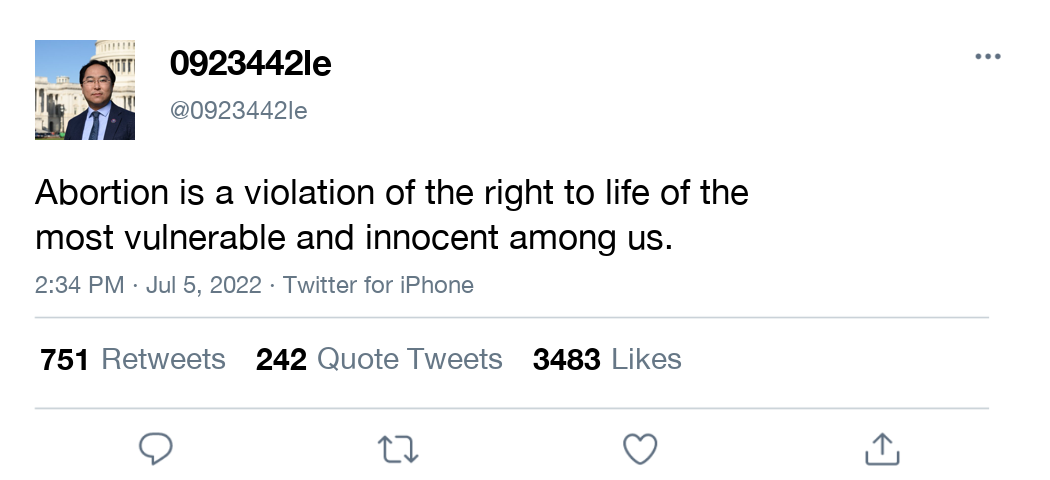 0923442le
@0923442le
Abortion is a violation of the right to life of the
most vulnerable and innocent among us.
2:34 PM · Jul 5, 2022 · Twitter for iPhone
751 Retweets 242 Quote Tweets 3483 Likes